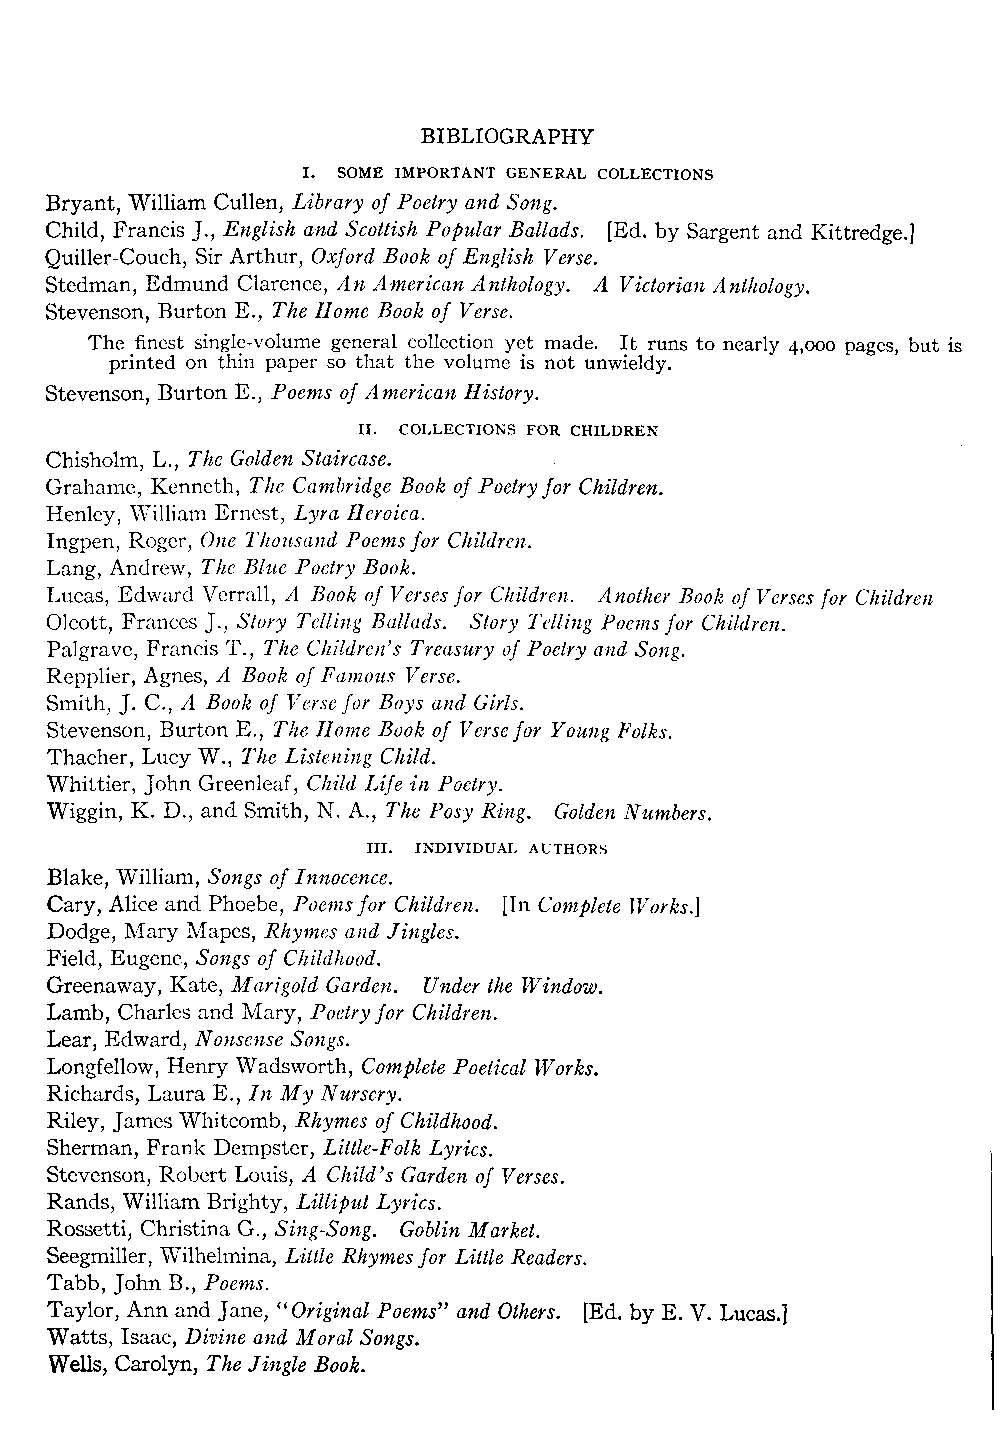 BIBLIOGRAPHY
I. SOME IMPORTANT GENERAL COLLECTIONS
Bryant, William Cullen, Library of Poetry and Song.
Child, Francis J., English and Scottish Popular Ballads. [Ed. by Sargent and Kittredge.]
Quiller-Couch, Sir Arthur, Oxford Book of English Verse.
Stedman, Edmund Clarence, An American Anthology. A Victorian Anthology.
Stevenson, Burton E., The Home Book of Verse.
The finest single-volume general collection yet made. It runs to nearly 4,000 pages, but is
printed on thin paper so that the volume is not unwieldy.
Stevenson, Burton E., Poems of American History.
II. COLLECTIONS FOR CHILDREN
Chisholm, L., The Golden Staircase.
Grahame, Kenneth, The Cambridge Book of Poetry for Children.
Henley, William Ernest, Lyra Heroica.
Ingpen, Roger, One Thousand Poems for Children.
Lang, Andrew, The Blue Poetry Book.
Lucas, Edward Verrall, A Book of Verses for Children. Another Book of Verses for Children
Olcott, Frances J., Story Telling Ballads. Story Telling Poems for Children.
Palgrave, Francis T., The Children's Treasury of Poetry and Song.
Repplier, Agnes, A Book of Famous Verse.
Smith, J. C., A Book of Verse for Boys and Girls.
Stevenson, Burton E., The Home Book of Verse for Young Folks.
Thacher, Lucy W., The Listening Child.
Whittier, John Greenleaf, Child Life in Poetry.
Wiggin, K. D., and Smith, N. A., The Posy Ring. Golden Numbers.
III. INDIVIDUAL AUTHORS
Blake, William, Songs of Innocence.
Cary, Alice and Phoebe, Poems for Children. [In Complete Works.]
Dodge, Mary Mapes, Rhymes and Jingles.
Field, Eugene, Songs of Childhood.
Greenaway, Kate, Marigold Garden. Under the Window.
Lamb, Charles and Mary, Poetry for Children.
Lear, Edward, Nonsense Songs.
Longfellow, Henry Wadsworth, Complete Poetical Works.
Richards, Laura E., In My Nursery.
Riley, James Whitcomb, Rhymes of Childhood.
Sherman, Frank Dempster, Little-Folk Lyrics.
Stevenson, Robert Louis, A Child's Garden of Verses.
Rands, William Brighty, Lilliput Lyrics.
Rossetti, Christina G., Sing-Song. Goblin Market.
Seegmiller, Wilhelmina, Little Rhymes for Little Readers.
Tabb, John B., Poems.
Taylor, Ann and Jane, "Original Poems" and Others. [Ed. by E. V. Lucas.]
Watts, Isaac, Divine and Moral Songs.
Wells, Carolyn, The Jingle Book.